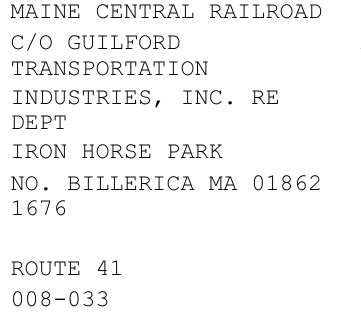 MAINE CENTRAL RAILROAD
C/O GUILFORD
TRANSPORTATION
INDUSTRIES, INC. RE
DEPT
IRON HORSE PARK
NO. BILLERICA MA 01862
1676
ROUTE 41
008-033